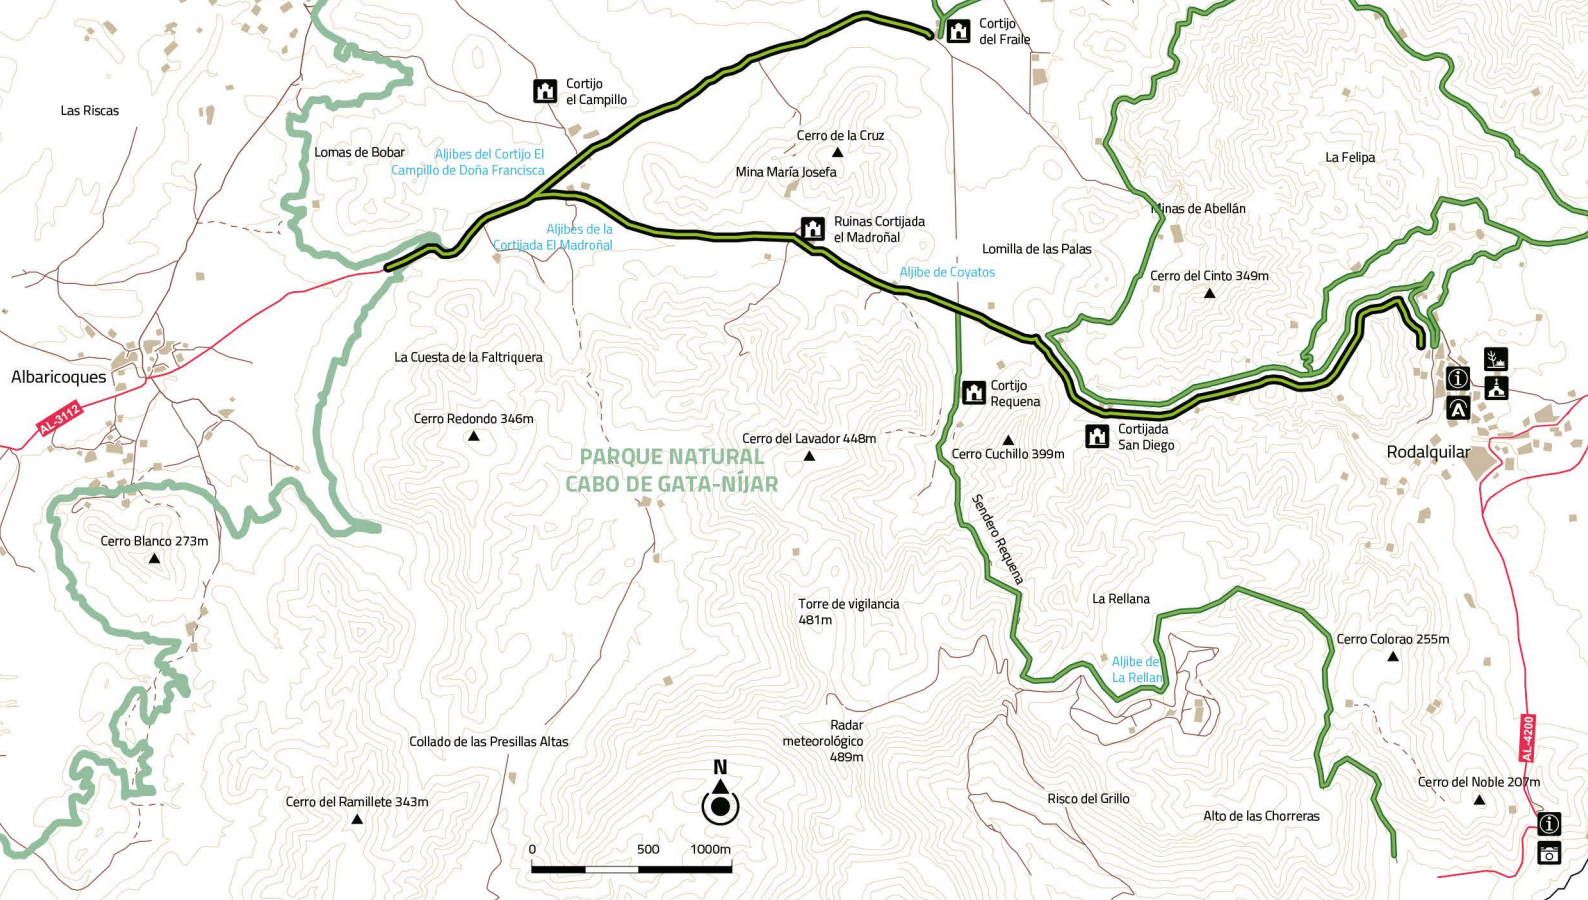 Cortijo
del Fraile
Cortijo
el Campillo
Las Riscas
Cerro de la Cruz
Lomas de Bobar
Aljibes del Cortijo El
Campillo de Doña Francisca
La Felipa
Mina María Josefa
Minas de Abellán
Ruinas Cortijada
el Madroñal
Aljibes de la
Cortijada El Madroñal
Lomilla de las Palas
Aljibe de Coyatos
Cerro del Cinto 349m
La Cuesta de la Faltriquera
Albaricoques
AL-3112
Cortijo
Requena
Cerro Redondo 346m
Cortijada
San Diego
A
Cerro del Lavador 448m
Cerro Cuchillo 399m
Rodalquilar
PARQUE NATURAL
CABO DE GATA-NÍJAR
Sendero Requena
Cerro Blanco 273m
Torre de vigilancia
481m
La Rellana
Cerro Colorao 255m
Aljibe de
La Rellan
Radar
meteorológico
489m
Collado de las Presillas Altas
AL-4200
N
Cerro del Noble 207m
Cerro del Ramillete 343m
Risco del Grillo
Alto de las Chorreras
0 500 1000m